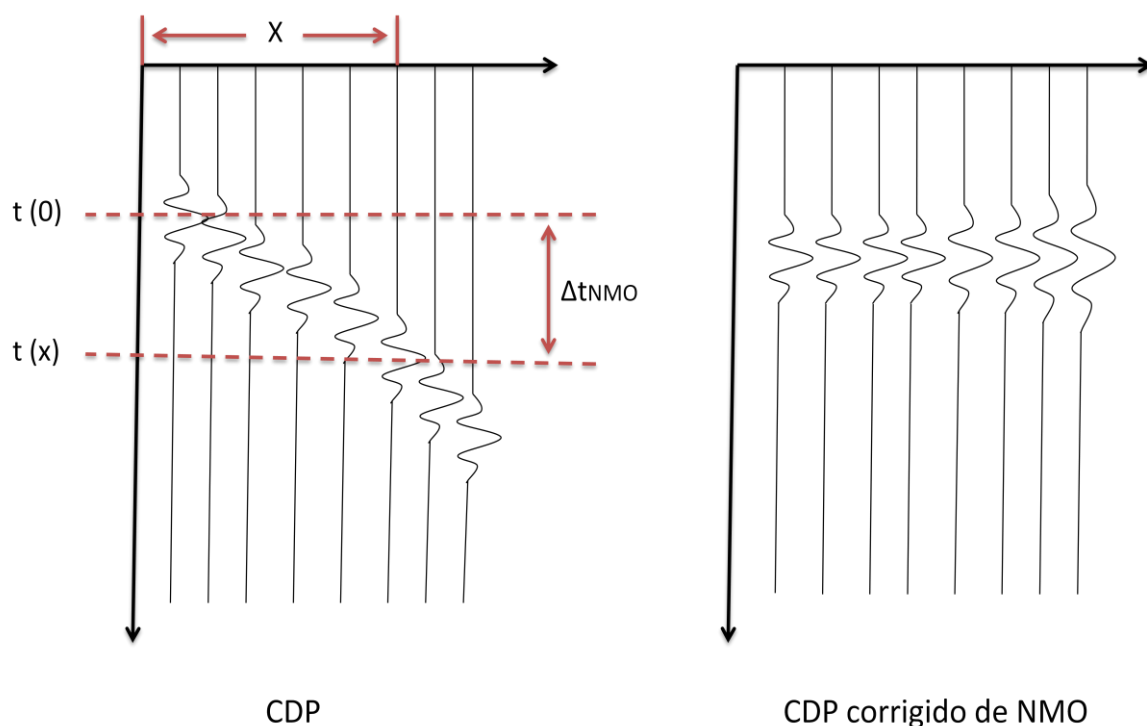 X
t (0)
ΔtNMO
t (x)
CDP
CDP corrigido de NMO